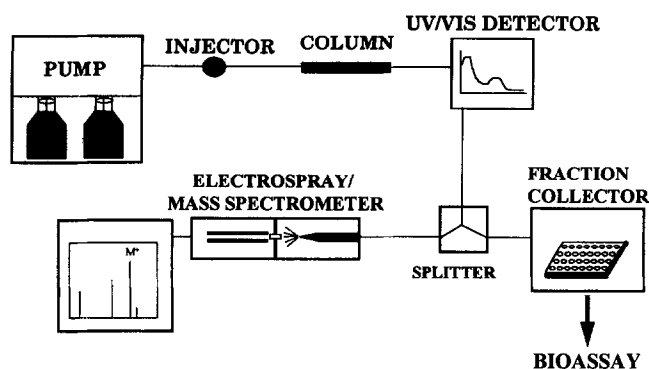 UV/VIS DETECTOR
INJECTOR
COLUMN
PUMP
ELECTROSPRAY/
MASS SPECTROMETER
FRACTION
COLLECTOR
M⁺
SPLITTER
BIOASSAY